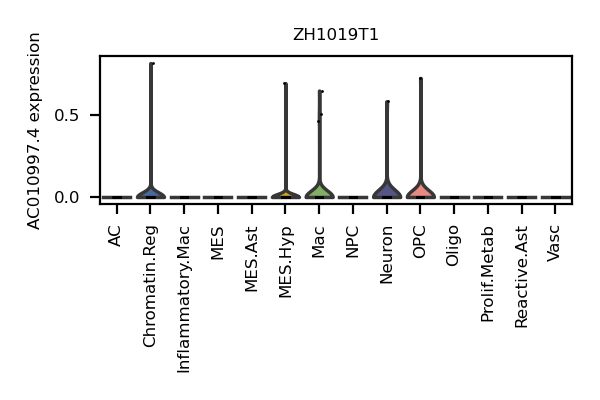 ZH1019T1
AC010997.4 expression
0.5
0.0
AC
Chromatin.Reg
Inflammatory.Mac
MES
MES.Ast
MES.Hyp
Mac
NPC
Neuron
OPC
Oligo
Prolif.Metab
Reactive.Ast
Vasc